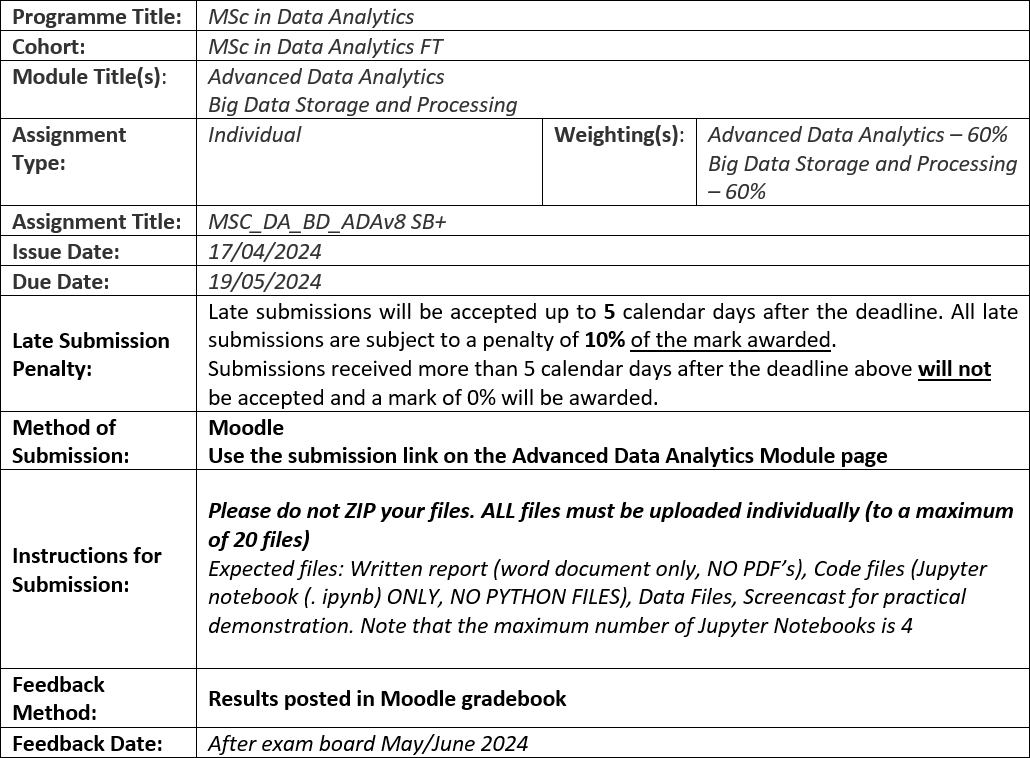 Programme Title: MSc in Data Analytics
Cohort: MSc in Data Analytics FT
Module Title(s): Advanced Data Analytics
Big Data Storage and Processing
Assignment Type: Individual Weighting(s): Advanced Data Analytics – 60%
Big Data Storage and Processing
– 60%
Assignment Title: MSC_DA_BD_ADAv8 SB+
Issue Date: 17/04/2024
Due Date: 19/05/2024
Late Submission
Penalty:
Late submissions will be accepted up to 5 calendar days after the deadline. All late
submissions are subject to a penalty of 10% of the mark awarded.
Submissions received more than 5 calendar days after the deadline above will not
be accepted and a mark of 0% will be awarded.
Method of
Submission:
Moodle
Use the submission link on the Advanced Data Analytics Module page
Instructions for
Submission:
Please do not ZIP your files. ALL files must be uploaded individually (to a maximum
of 20 files)
Expected files: Written report (word document only, NO PDF’s), Code files (Jupyter
notebook (. ipynb) ONLY, NO PYTHON FILES), Data Files, Screencast for practical
demonstration. Note that the maximum number of Jupyter Notebooks is 4
Feedback
Method:
Results posted in Moodle gradebook
Feedback Date: After exam board May/June 2024